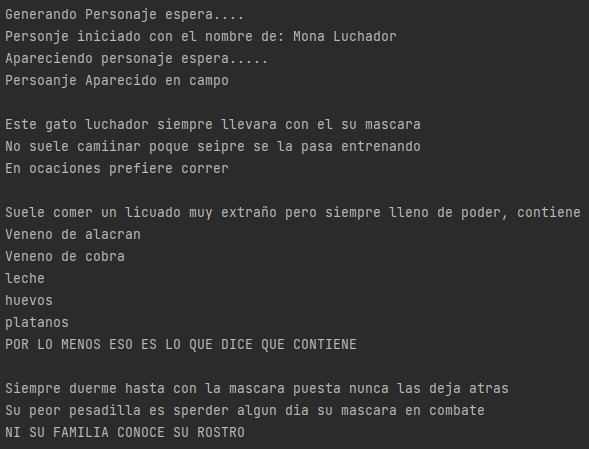 Generando Personaje espera....
Personje iniciado con el nombre de: Mona Luchador
Apareciendo personaje espera.....
Persoanje Aparecido en campo
Este gato luchador siempre llevara con el su mascara
No suele camiinar poque seipre se la pasa entrenando
En ocaciones prefiere correr
Suele comer un licuado muy extraño pero siempre lleno de poder, contiene
Veneno de alacran
Veneno de cobra
leche
huevos
platanos
POR LO MENOS ESO ES LO QUE DICE QUE CONTIENE
Siempre duerme hasta con la mascara puesta nunca las deja atras
Su peor pesadilla es sperder algun dia su mascara en combate
NI SU FAMILIA CONOCE SU ROSTRO